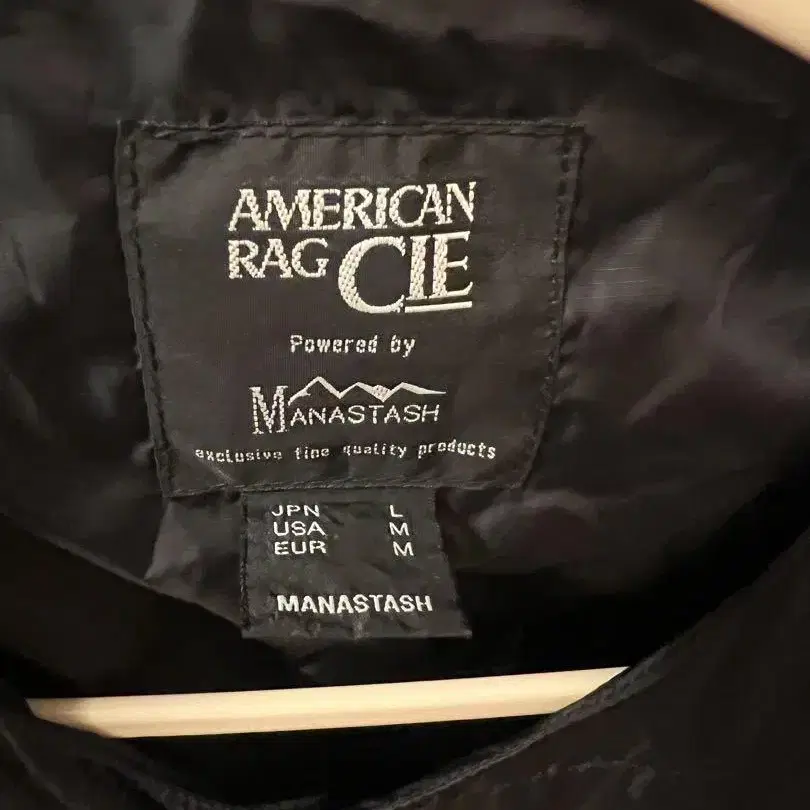 AMERICAN
RAG CIE
Powered by
MANASTASH
exclusive fine quality products
JPN L
USA M
EUR M
MANASTASH